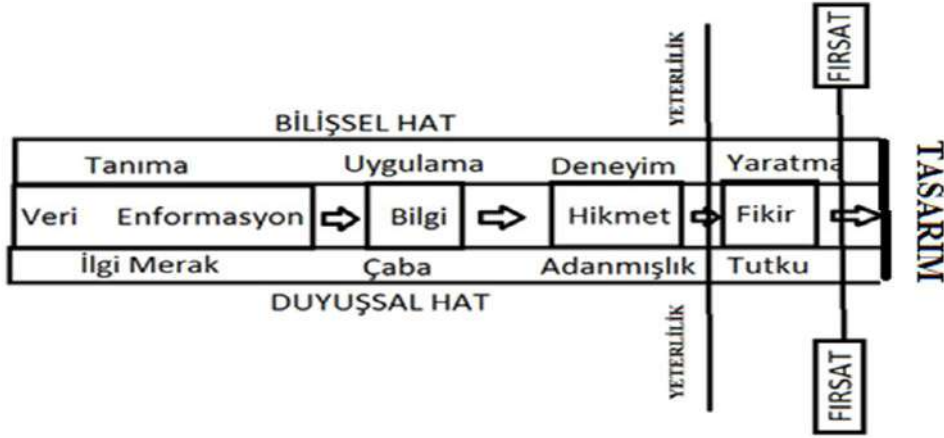 FIRSAT
YETERLİLİK
BİLİŞSEL HAT
Tanıma Uygulama Deneyim Yaratma
Veri Enformasyon Bilgi Hikmet Fikir
TASARIM
İlgi Merak Çaba Adanmışlık Tutku
DUYUŞSAL HAT
YETERLİLİK
FIRSAT